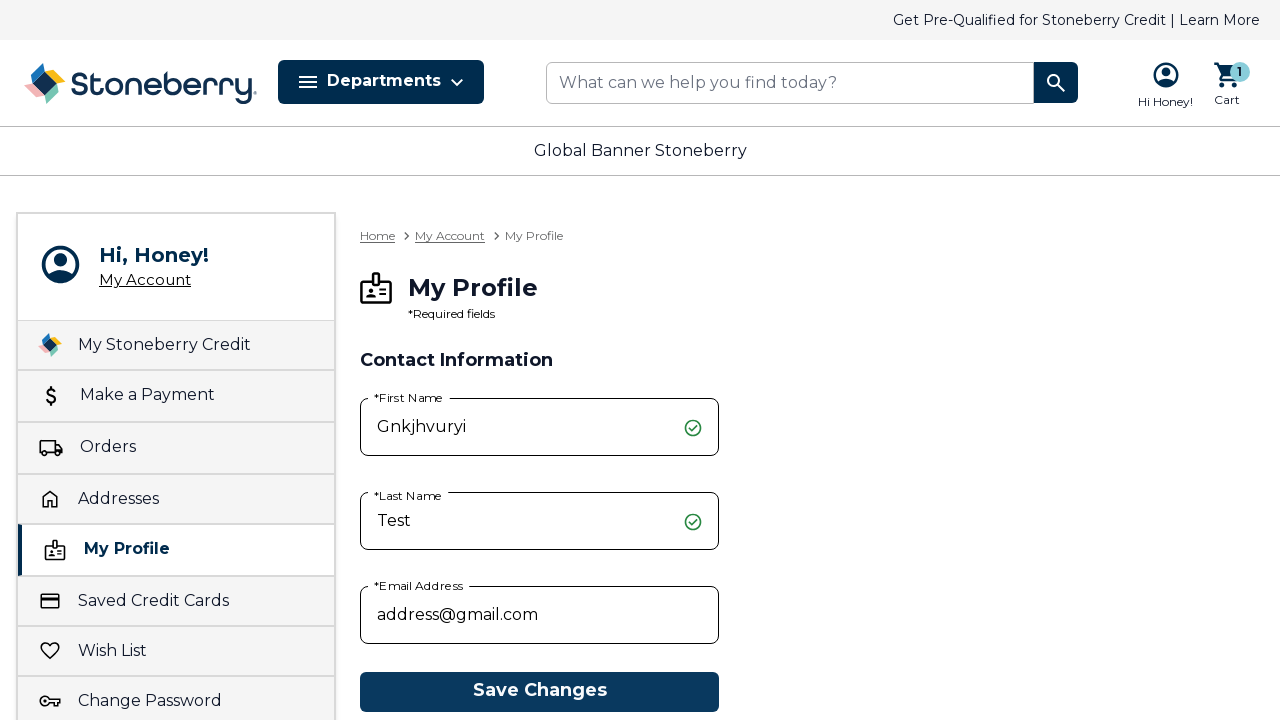 Get Pre-Qualified for Stoneberry Credit | Learn More
Stoneberry
Departments
What can we help you find today?
Hi Honey!
1
Cart
Global Banner Stoneberry
Hi, Honey!
My Account
My Stoneberry Credit
Make a Payment
Orders
Addresses
My Profile
Saved Credit Cards
Wish List
Change Password
Home > My Account > My Profile
My Profile
*Required fields
Contact Information
*First Name
Gnkjhvuryi
*Last Name
Test
*Email Address
address@gmail.com
Save Changes